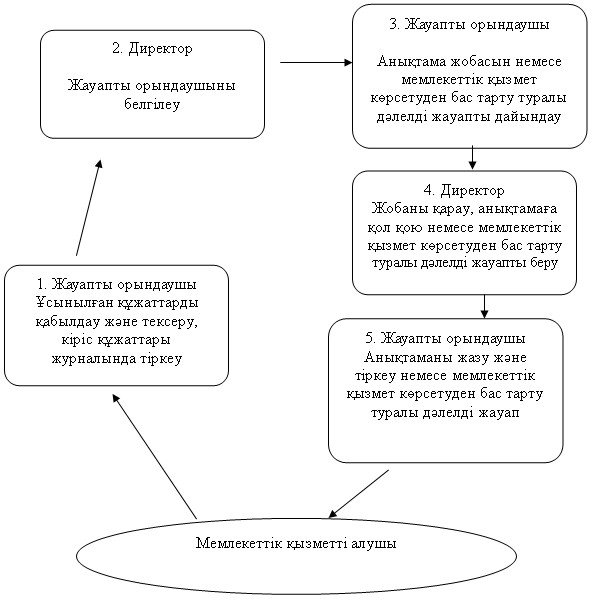 1. Жауапты орындаушы
Ұсынылған құжаттарды
қабылдау және тексеру,
кіріс құжаттары
журналында тіркеу
2. Директор
Жауапты орындаушыны
белгілеу
3. Жауапты орындаушы
Анықтама жобасын немесе
мемлекеттік қызмет
көрсетуден бас тарту туралы
дәлелді жауапты дайындау
4. Директор
Жобаны қарау, анықтамаға
қол қою немесе мемлекеттік
қызмет көрсетуден бас тарту
туралы дәлелді жауапты беру
5. Жауапты орындаушы
Анықтаманы жазу және
тіркеу немесе мемлекеттік
қызмет көрсетуден бас тарту
туралы дәлелді жауап
Мемлекеттік қызметті алушы